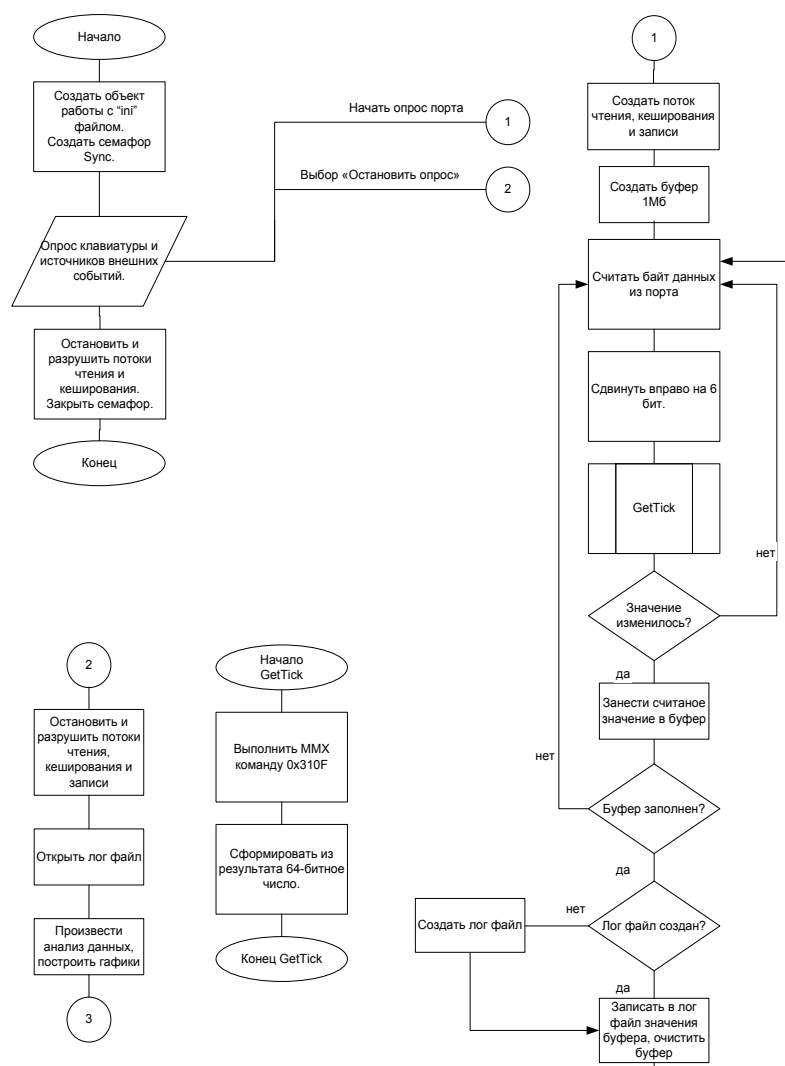 Начало
Создать объект
работы с “ini”
файлом.
Создать семафор
Sync.
Опрос клавиатуры и
источников внешних
событий.
Остановить и
разрушить потоки
чтения и
кеширования.
Закрыть семафор.
Конец
Начать опрос порта
1
Выбор «Остановить опрос»
2
1
Создать поток
чтения, кеширования
и записи
Создать буфер
1Мб
Считать байт данных
из порта
Сдвинуть вправо на 6
бит.
GetTick
нет
Значение
изменилось?
да
Занести считаное
значение в буфер
нет
Буфер заполнен?
да
Лог файл создан?
нет
Создать лог файл
да
Записать в лог
файл значения
буфера, очистить
буфер
2
Остановить и
разрушить потоки
чтения,
кеширования и
записи
Открыть лог файл
Произвести
анализ данных,
построить гафики
3
Начало
GetTick
Выполнить MMX
команду 0x310F
Сформировать из
результата 64-битное
число.
Конец GetTick